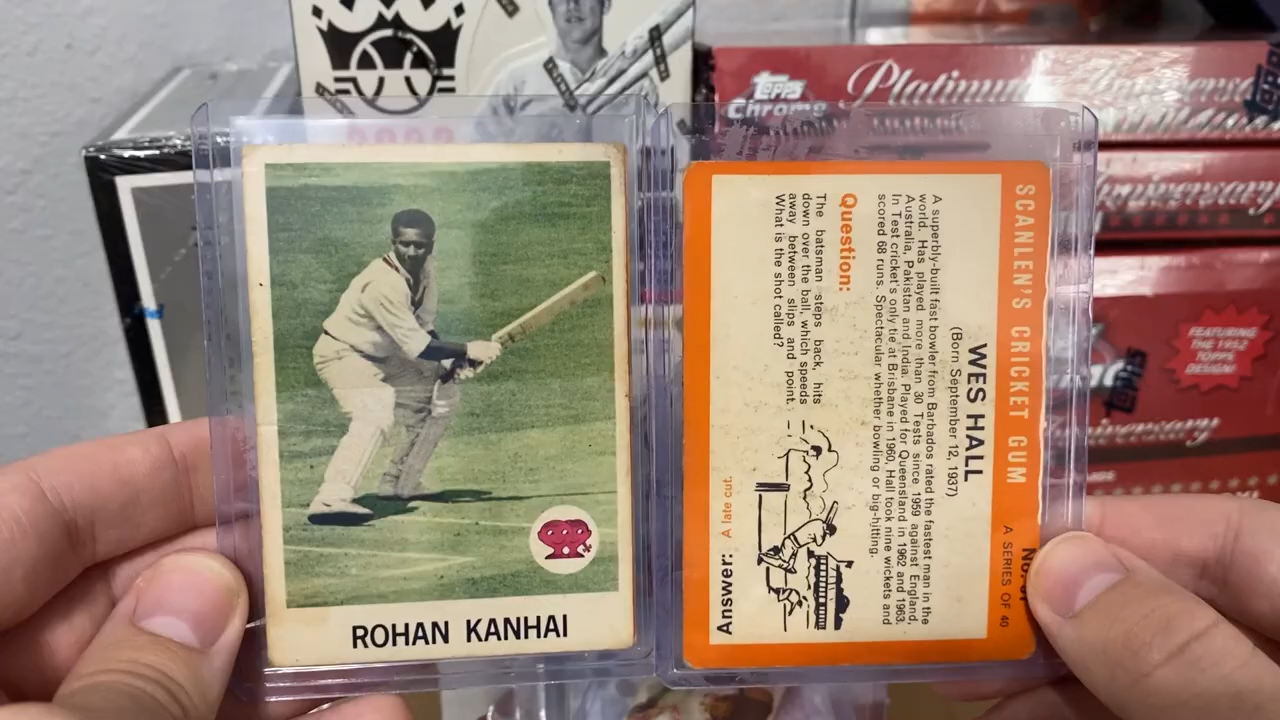 Topps
Chrome
Platinum Anniversary
Anniversary
FEATURING
THE 1952
TOPPS
DESIGN!
Anniversary
ROHAN KANHAI
SCANLEN'S CRICKET GUM
A SERIES OF 40
No.
WES HALL
(Born September 12, 1937)
A superbly-built fast bowler from Barbados rated the fastest man in the
world. Has played more than 30 Tests since 1959 against England,
Australia, Pakistan and India. Played for Queensland in 1962 and 1963.
In Test cricket's only tie at Brisbane in 1960, Hall took nine wickets and
scored 68 runs. Spectacular whether bowling or big-hitting.
Question:
The batsman steps back, hits
down over the ball, which speeds
away between slips and point.
What is the shot called?
Answer: A late cut.